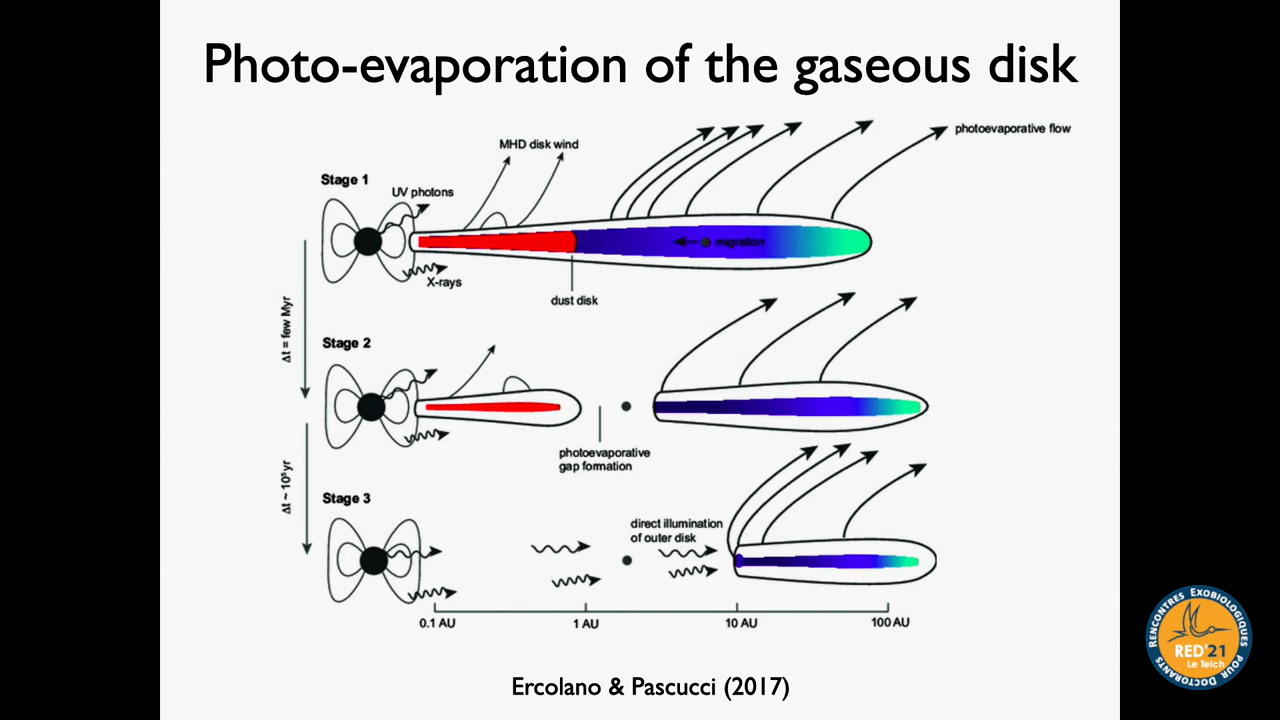 Photo-evaporation of the gaseous disk
photoevaporative flow
MHD disk wind
Stage 1
UV photons
migration
X-rays
dust disk
Δt = few Myr
Stage 2
photoevaporative
gap formation
Δt ~ 10⁵yr
Stage 3
direct illumination
of outer disk
0.1 AU
1 AU
10 AU
100 AU
Ercolano & Pascucci (2017)
RENCONTRES EXOBIOLOGIQUES POUR DOCTORANTS
RED'21
Le Teich